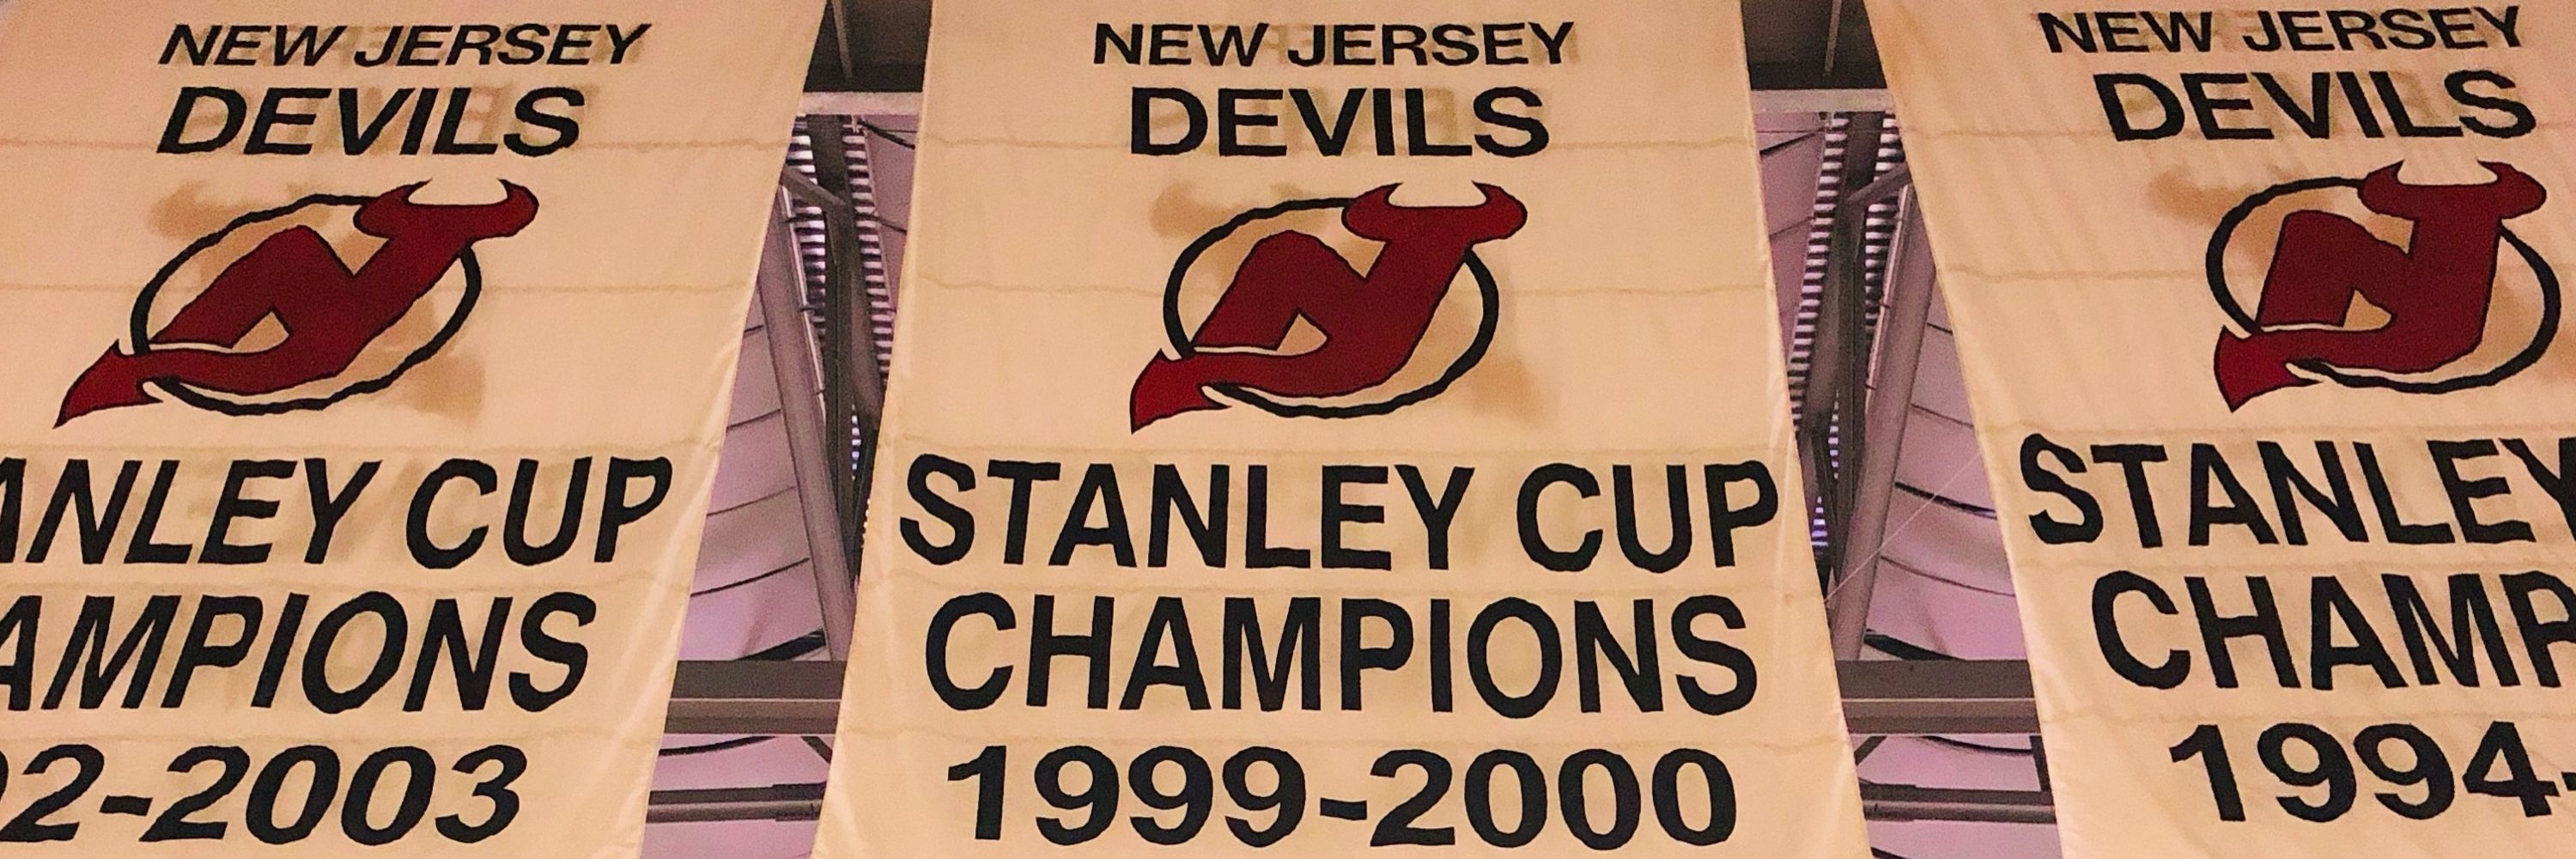 NEW JERSEY
DEVILS
ANLEY CUP
AMPIONS
02-2003
NEW JERSEY
DEVILS
STANLEY CUP
CHAMPIONS
1999-2000
NEW JERSEY
DEVILS
STANLEY
CHAMP
1994-